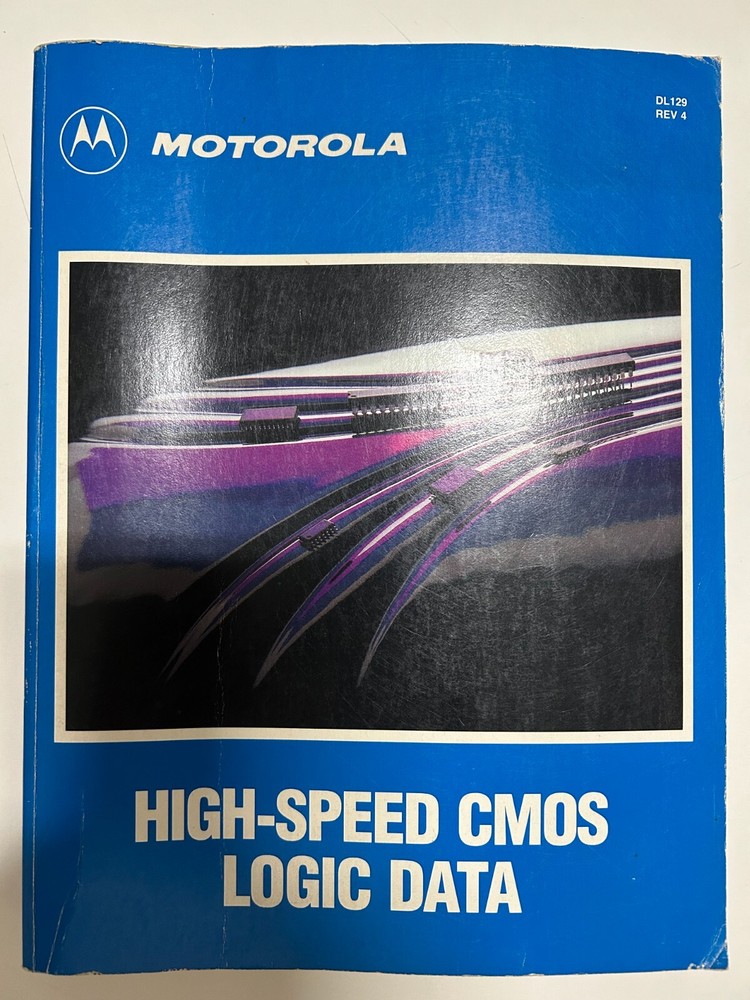 DL129
REV 4
MOTOROLA
HIGH-SPEED CMOS
LOGIC DATA